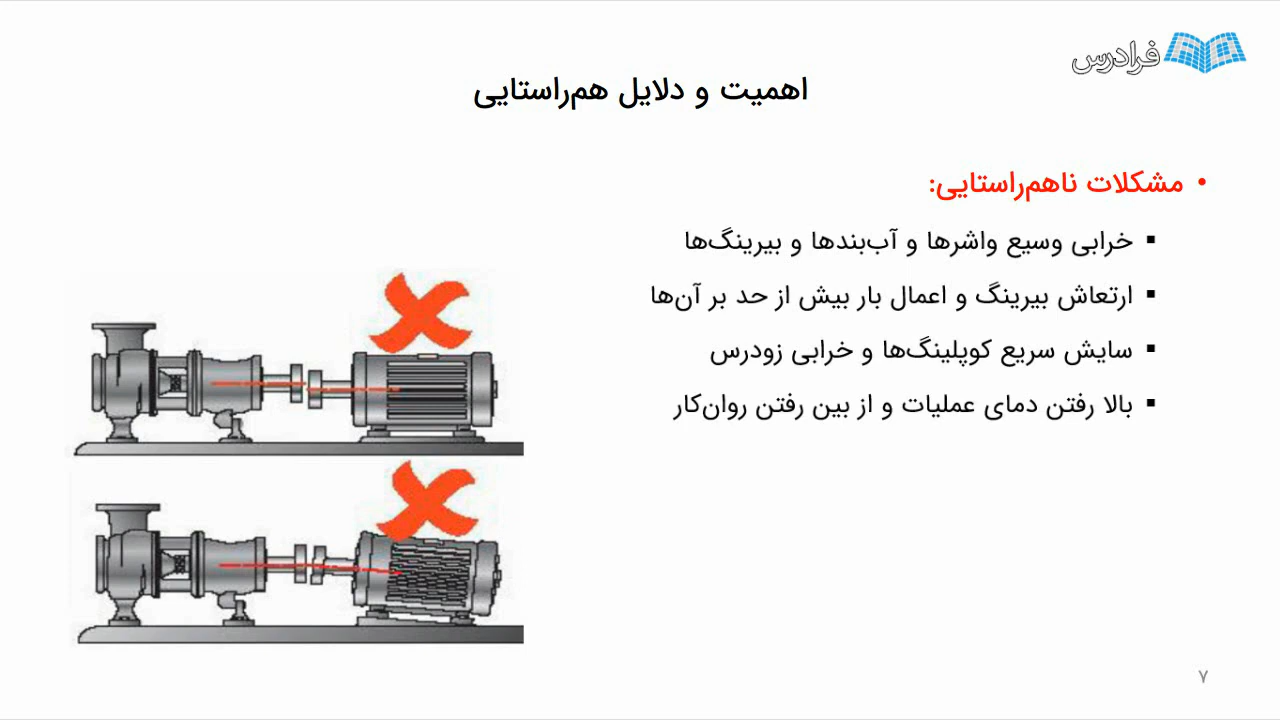 فرادرس
اهمیت و دلایل هم‌راستایی
• مشکلات ناهم‌راستایی:
▪ خرابی وسیع واشرها و آب‌بندها و بیرینگ‌ها
▪ ارتعاش بیرینگ و اعمال بار بیش از حد بر آن‌ها
▪ سایش سریع کوپلینگ‌ها و خرابی زودرس
▪ بالا رفتن دمای عملیات و از بین رفتن روان‌کار
۷